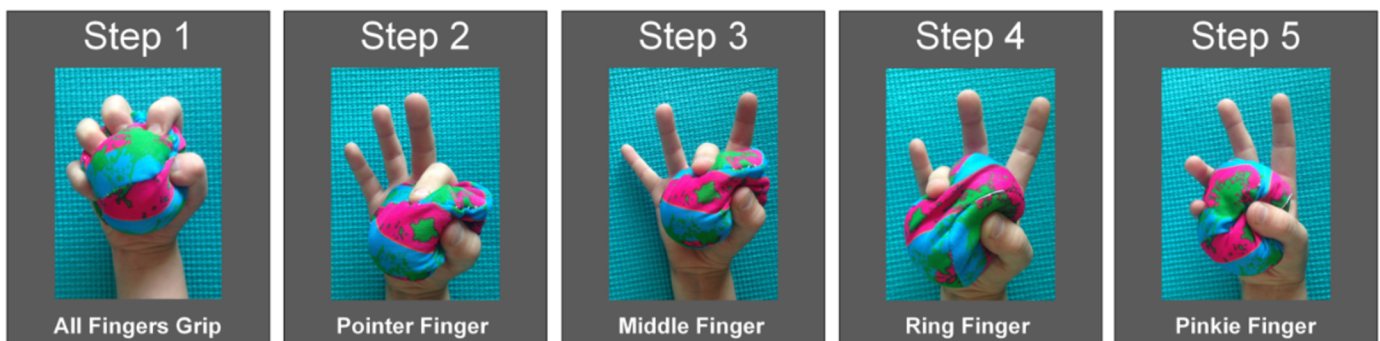 Step 1
All Fingers Grip
Step 2
Pointer Finger
Step 3
Middle Finger
Step 4
Ring Finger
Step 5
Pinkie Finger